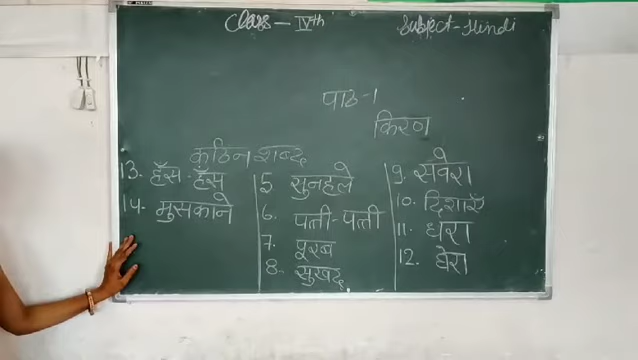 Class - IVth
Subject - Hindi
पाठ-1
किरण
कठिन शब्द
13. हँस - हँस
14. मुसकाने
5. सुनहले
6. पत्ती-पत्ती
7. पूरब
8. सुखद
9. सवेरा
10. दिशाएँ
11. धरा
12. घेरा